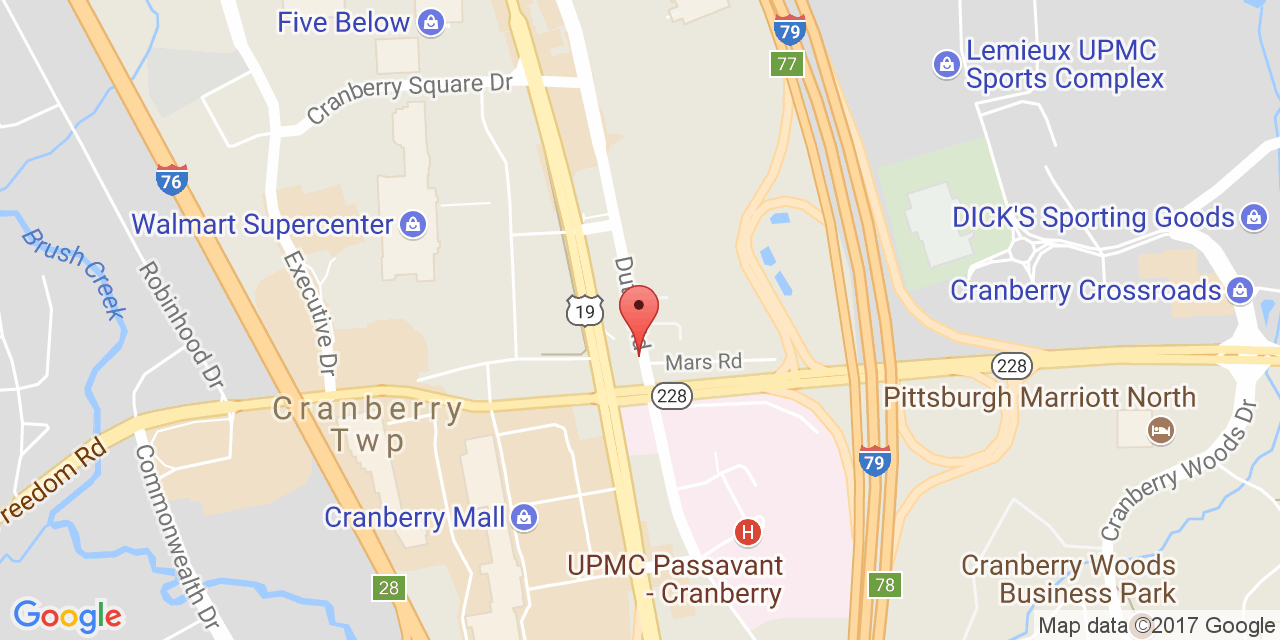 Five Below
79
77
Lemieux UPMC
Sports Complex
Cranberry Square Dr
76
Walmart Supercenter
DICK'S Sporting Goods
Brush Creek
Robinhood Dr
Executive Dr
19
Cranberry Crossroads
Mars Rd
228
228
Cranberry
Twp
Pittsburgh Marriott North
reedom Rd
Commonwealth Dr
79
Cranberry Woods Dr
Cranberry Mall
H
UPMC Passavant
- Cranberry
28
78
Cranberry Woods
Business Park
Google
Map data ©2017 Google